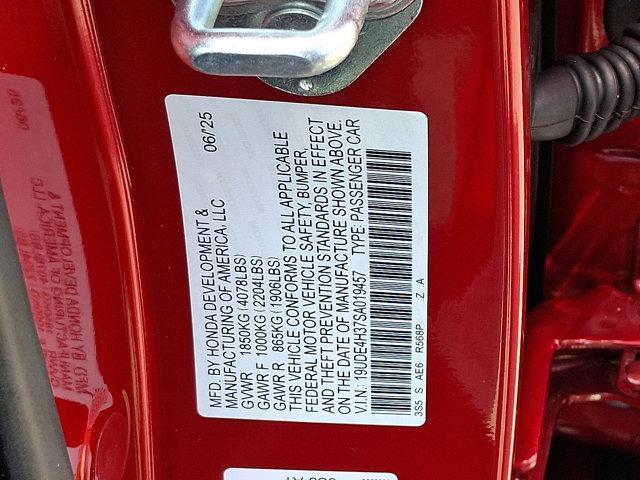 MFD. BY HONDA DEVELOPMENT & 06/25
MANUFACTURING OF AMERICA, LLC
GVWR 1850KG (4078LBS)
GAWR F 1000KG (2204LBS)
GAWR R 865KG (1906LBS)
THIS VEHICLE CONFORMS TO ALL APPLICABLE
FEDERAL MOTOR VEHICLE SAFETY, BUMPER,
AND THEFT PREVENTION STANDARDS IN EFFECT
ON THE DATE OF MANUFACTURE SHOWN ABOVE.
V.I.N: 19UDE4H37SA019457 TYPE: PASSENGER CAR
3S5 S AE6 R568P Z A